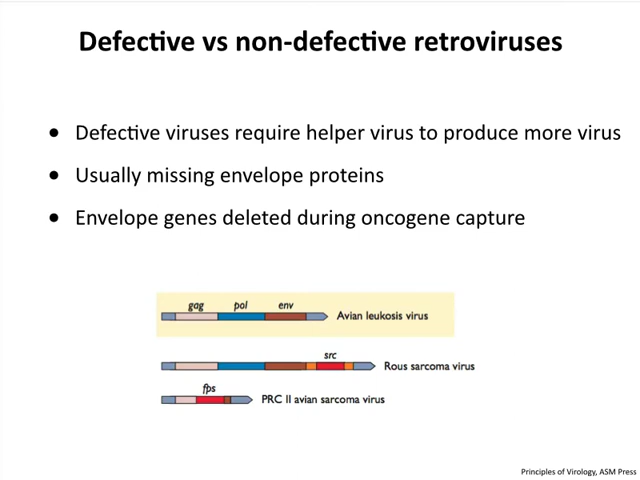 Defective vs non-defective retroviruses
• Defective viruses require helper virus to produce more virus
• Usually missing envelope proteins
• Envelope genes deleted during oncogene capture
gag pol env
Avian leukosis virus
src
Rous sarcoma virus
fps
PRC II avian sarcoma virus
Principles of Virology, ASM Press